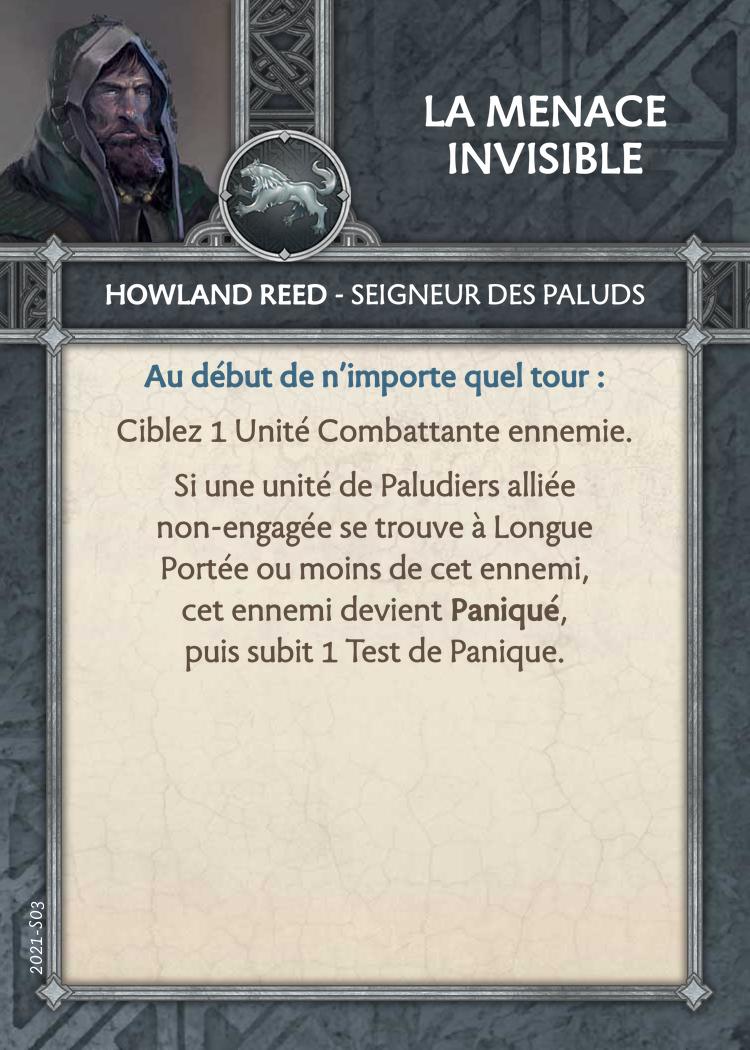 LA MENACE
INVISIBLE
HOWLAND REED - SEIGNEUR DES PALUDS
Au début de n'importe quel tour :
Ciblez 1 Unité Combattante ennemie.
Si une unité de Paludiers alliée
non-engagée se trouve à Longue
Portée ou moins de cet ennemi,
cet ennemi devient Paniqué,
puis subit 1 Test de Panique.
2021-S03